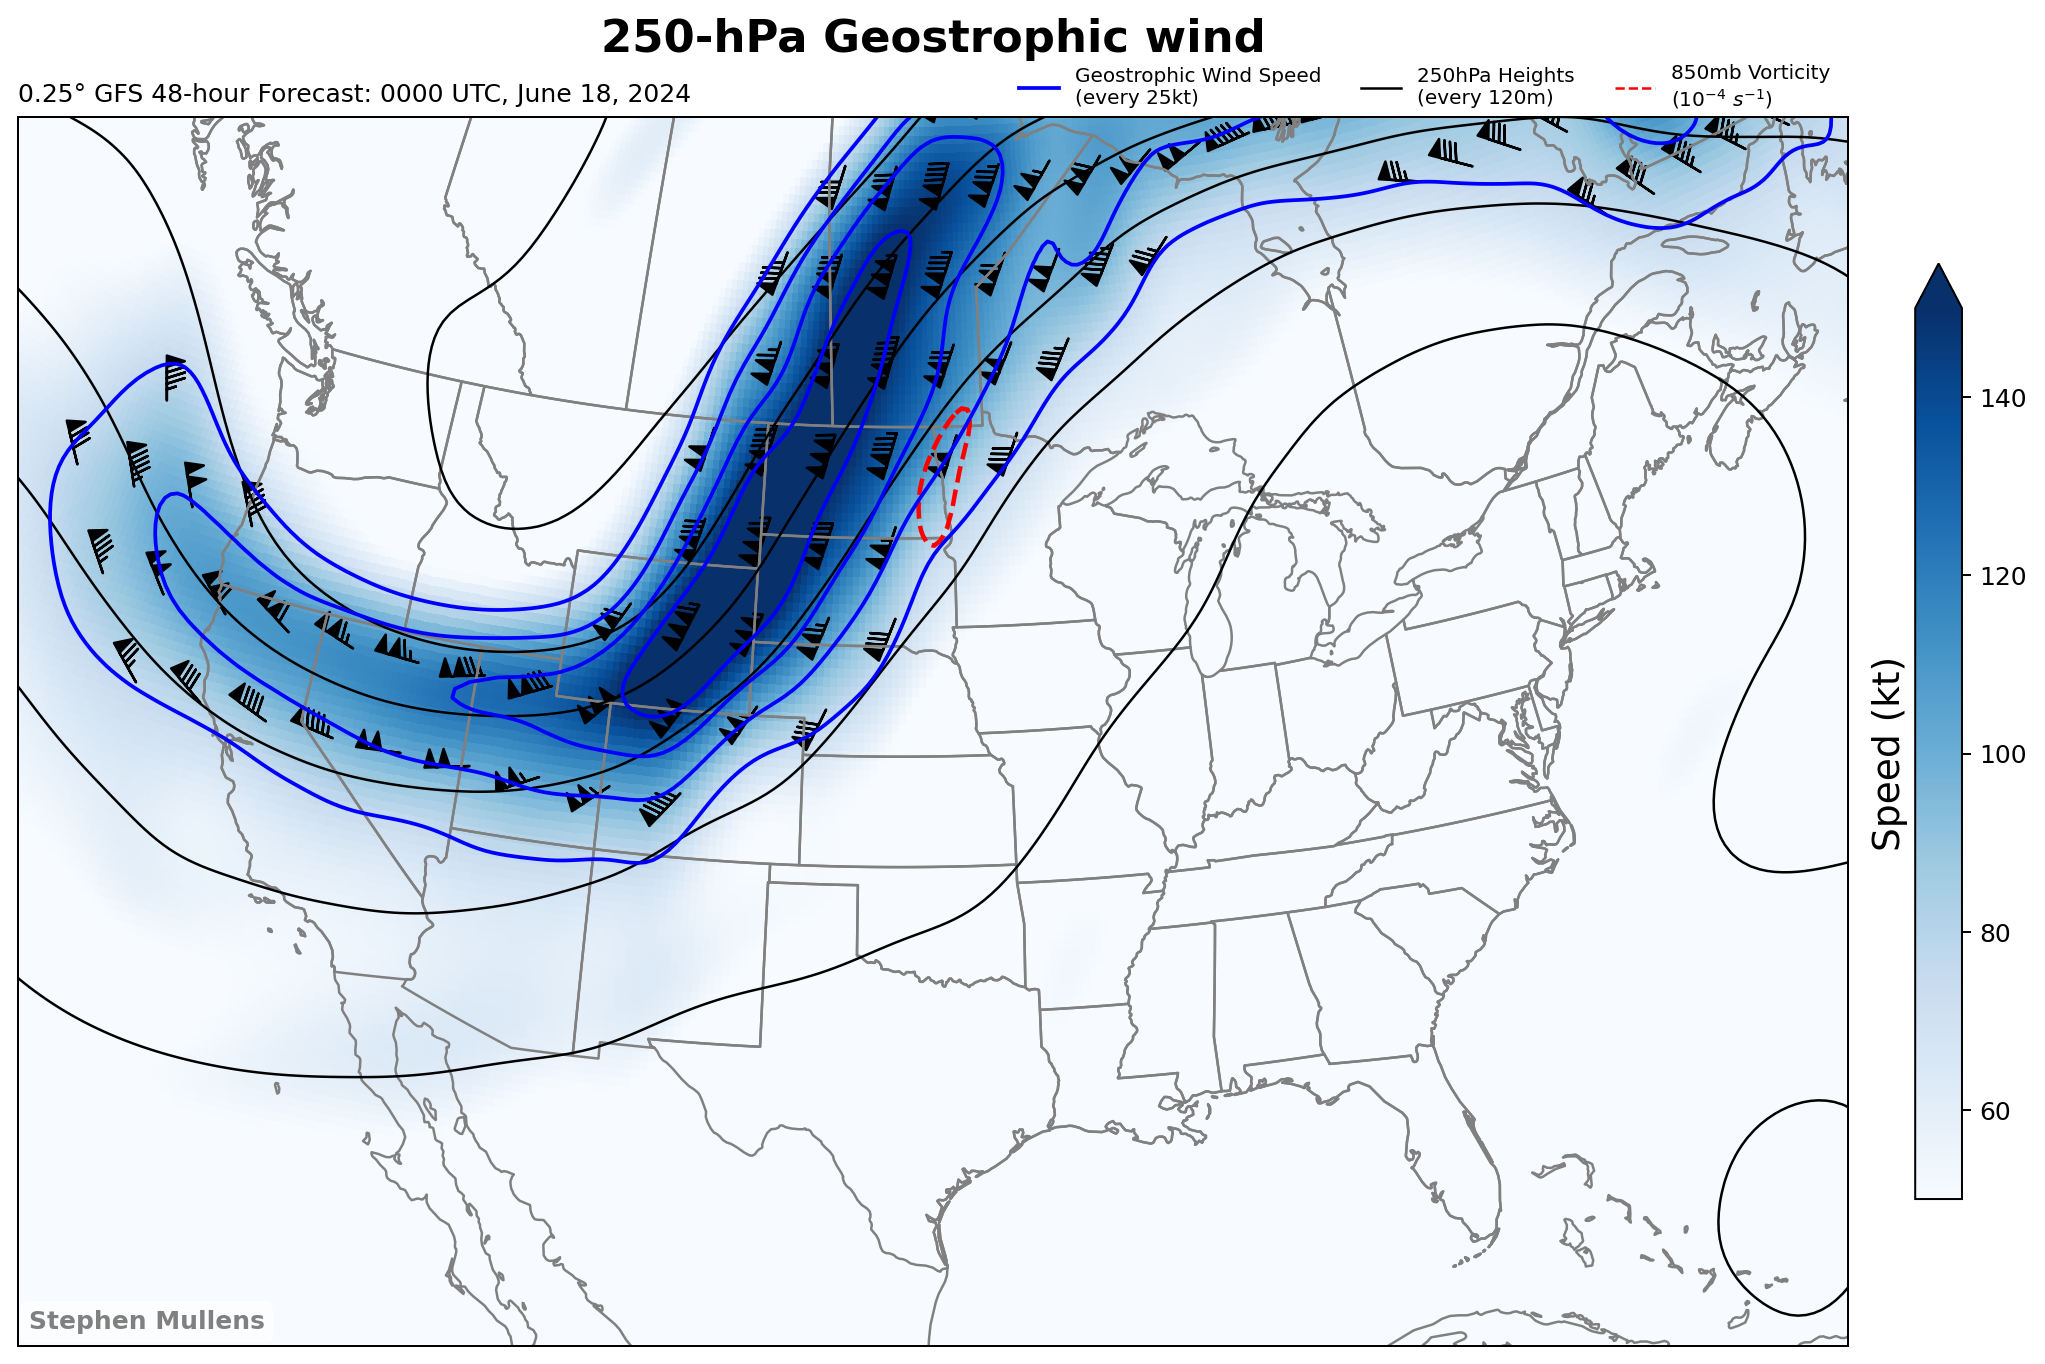 250-hPa Geostrophic wind
0.25° GFS 48-hour Forecast: 0000 UTC, June 18, 2024
Geostrophic Wind Speed
(every 25kt)
250hPa Heights
(every 120m)
850mb Vorticity
(10⁻⁴ s⁻¹)
140
120
100
80
60
Speed (kt)
Stephen Mullens